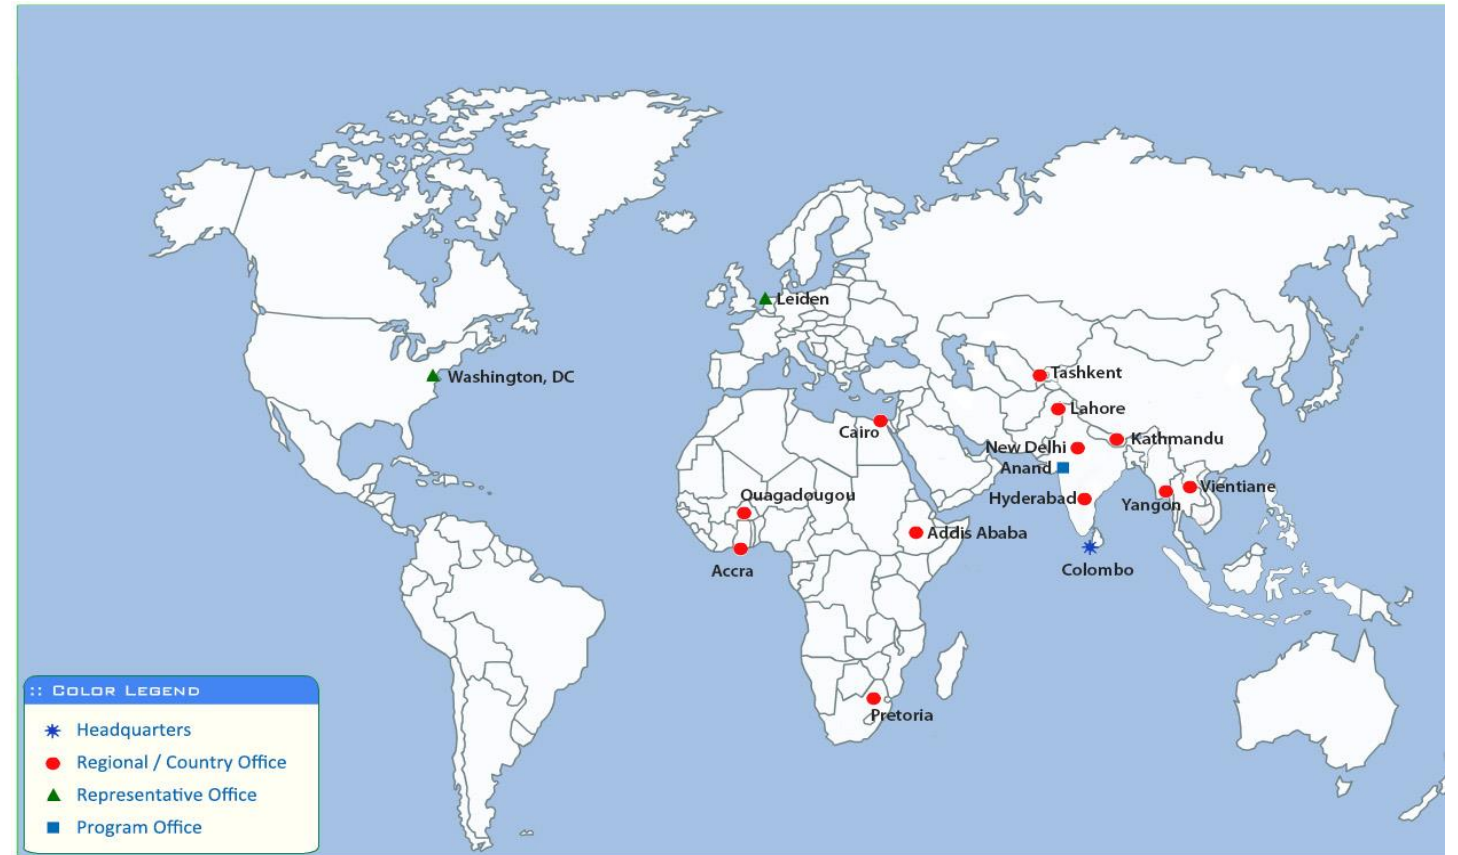 Leiden
Washington, DC
Tashkent
Lahore
Cairo
Kathmandu
New Delhi
Anand
Vientiane
Ouagadougou
Hyderabad
Yangon
Addis Ababa
Accra
Colombo
:: COLOR LEGEND
Headquarters
Regional / Country Office
Representative Office
Program Office
Pretoria